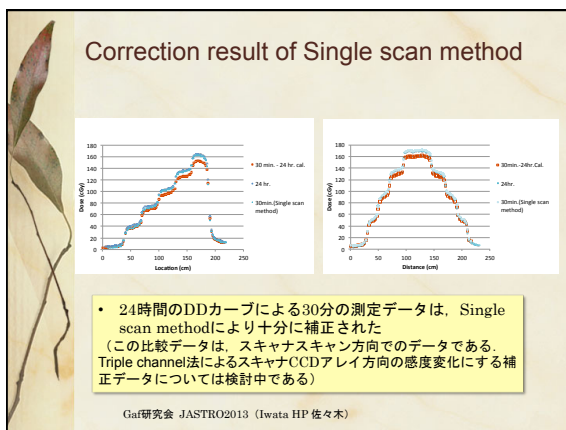 Correction result of Single scan method
180
160
140
120
100
80
60
40
20
0
Dose (cGy)
0 50 100 150 200 250
Location (cm)
30 min. - 24 hr. cal.
24 hr.
30min.(Single scan
method)
180
160
140
120
100
80
60
40
20
0
Dose (cGy)
0 50 100 150 200 250
Distance (cm)
30min.-24hr.Cal.
24hr.
30min.(Single scan
method)
• 24時間のDDカーブによる30分の測定データは，Single
scan methodにより十分に補正された
（この比較データは，スキャナスキャン方向でのデータである．
Triple channel法によるスキャナCCDアレイ方向の感度変化にする補
正データについては検討中である）
Gaf研究会 JASTRO2013（Iwata HP 佐々木）